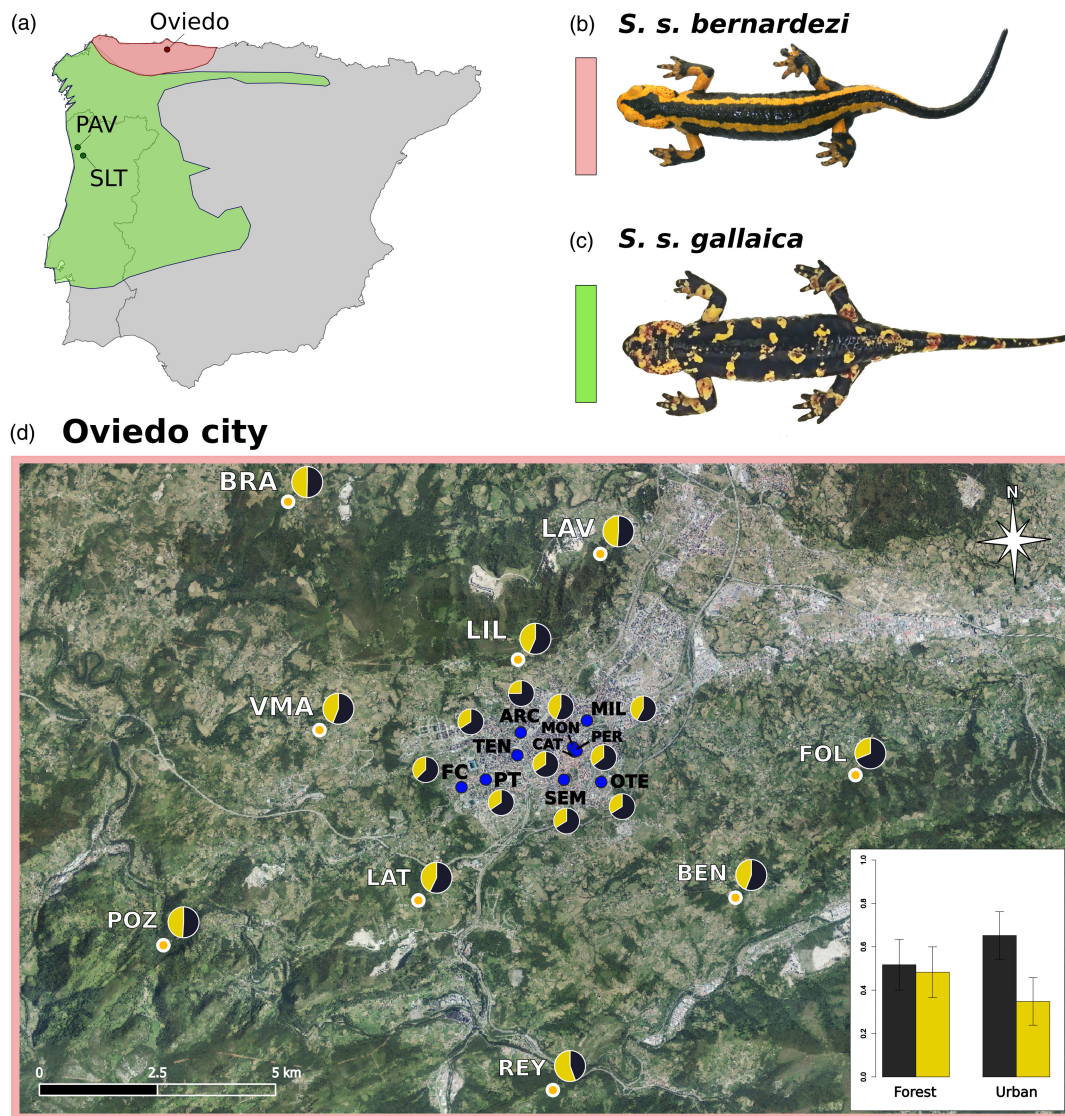 (a)
Oviedo
PAV
SLT
(b) S. s. bernardezi
(c) S. s. gallaica
(d) Oviedo city
BRA
LAV
N
LIL
VMA
ARC
MIL
MON
PER
TEN
CAT
FOL
FC
PT
OTE
SEM
LAT
BEN
POZ
REY
0 2.5 5 km
1.0
0.8
0.6
0.4
0.2
0.0
Forest Urban